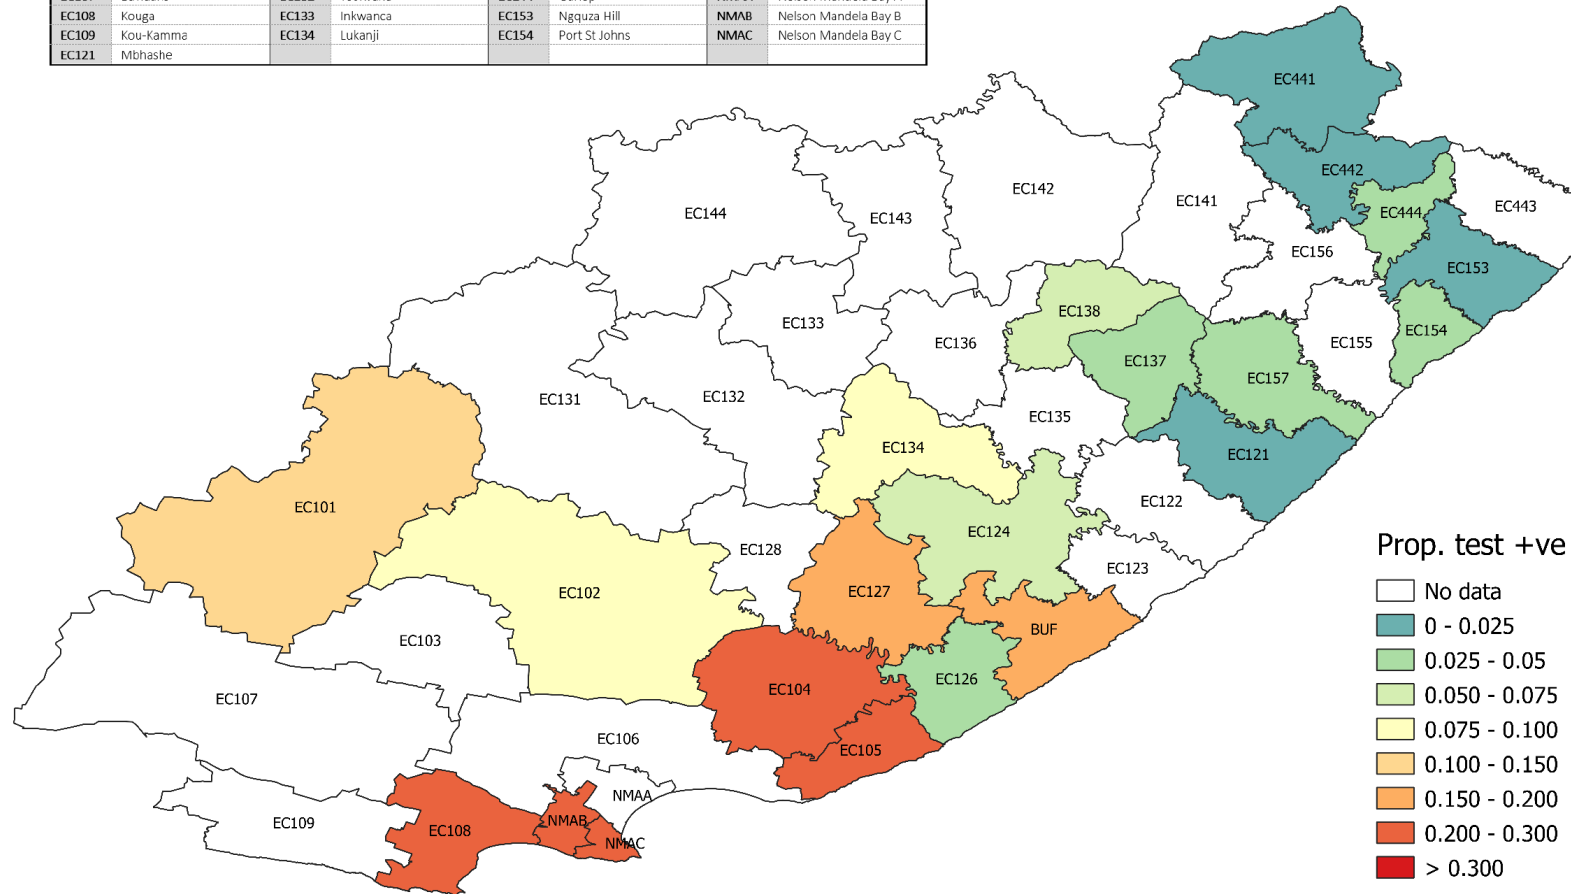 EC108 Kouga EC133 Inkwanca EC153 Ngquza Hill NMAB Nelson Mandela Bay B
EC109 Kou-Kamma EC134 Lukanji EC154 Port St Johns NMAC Nelson Mandela Bay C
EC121 Mbhashe
EC441
EC442
EC144
EC143
EC142
EC141
EC444
EC443
EC156
EC153
EC133
EC138
EC136
EC137
EC155
EC154
EC131
EC132
EC157
EC135
EC134
EC121
EC101
EC122
EC128
EC124
EC123
EC102
EC127
BUF
EC103
EC107
EC104
EC126
EC106
EC105
NMAA
EC109
EC108
NMAB
NMAC
Prop. test +ve
No data
0 - 0.025
0.025 - 0.05
0.050 - 0.075
0.075 - 0.100
0.100 - 0.150
0.150 - 0.200
0.200 - 0.300
> 0.300